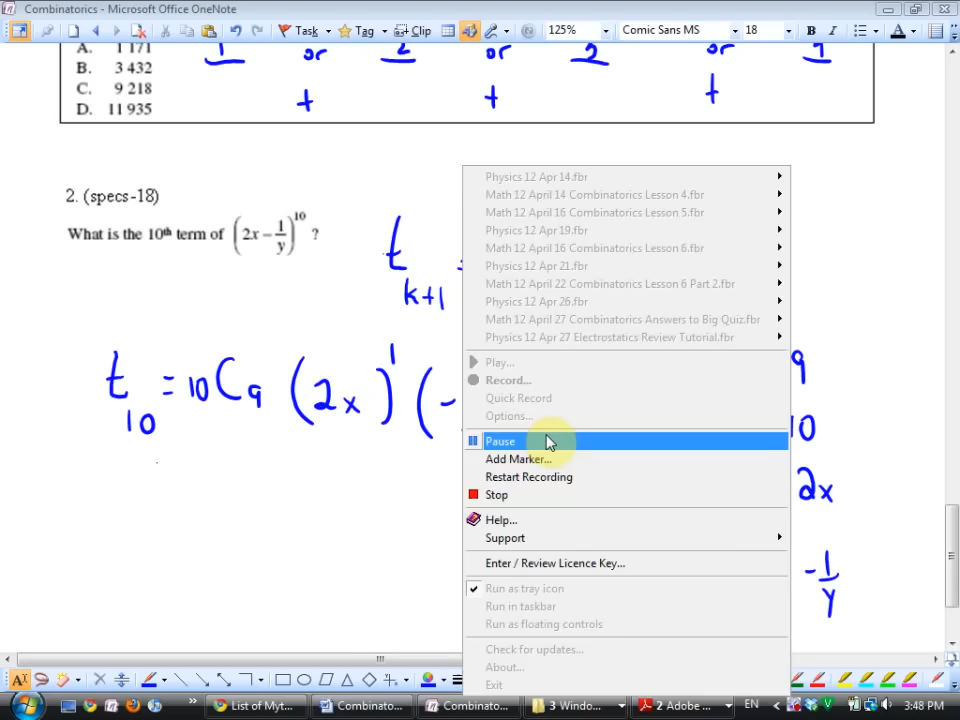 Combinatorics - Microsoft OneNote
Task Tag Clip 125% Comic Sans MS 18 B I A
A. 1 171
B. 3 432
C. 9 218
D. 11 935
1 or 2 or 2 or
+ + +
2. (specs-18)
What is the 10th term of (2x - 1/y)^10 ?
t k+1 =
t 10 = 10 C 9 (2x)^1 (-
9
10
2x
-1/y
Physics 12 Apr 14.fbr
Math 12 April 14 Combinatorics Lesson 4.fbr
Math 12 April 16 Combinatorics Lesson 5.fbr
Physics 12 Apr 19.fbr
Math 12 April 16 Combinatorics Lesson 6.fbr
Physics 12 Apr 21.fbr
Math 12 April 22 Combinatorics Lesson 6 Part 2.fbr
Physics 12 Apr 26.fbr
Math 12 April 27 Combinatorics Answers to Big Quiz.fbr
Physics 12 Apr 27 Electrostatics Review Tutorial.fbr
Play...
Record...
Quick Record
Options...
Pause
Add Marker...
Restart Recording
Stop
Help...
Support
Enter / Review Licence Key...
Run as tray icon
Run in taskbar
Run as floating controls
Check for updates...
About...
Exit
List of Myt... Combinato... Combinato... 3 Windo... 2 Adobe ... EN 3:48 PM